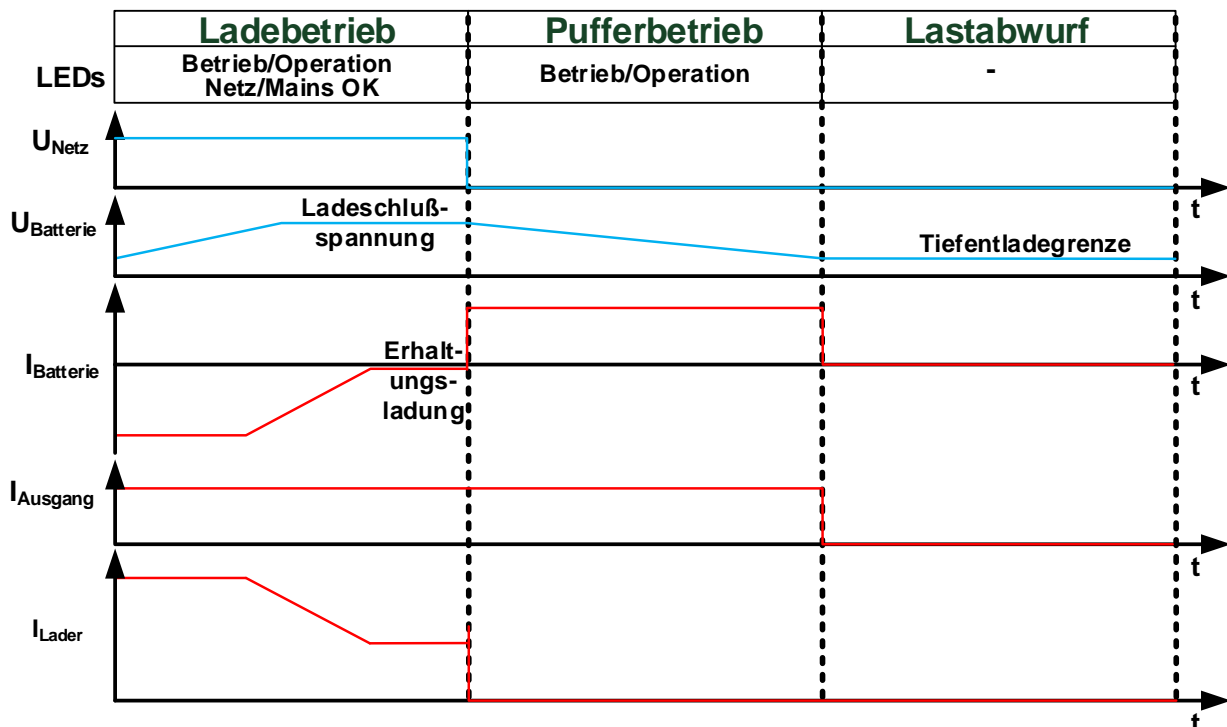 Ladebetrieb Pufferbetrieb Lastabwurf
LEDs
Betrieb/Operation
Netz/Mains OK
Betrieb/Operation
-
UNetz
t
UBatterie
Ladeschluß-
spannung
Tiefentladegrenze
t
IBatterie
Erhalt-
ungs-
ladung
t
IAusgang
t
ILader
t